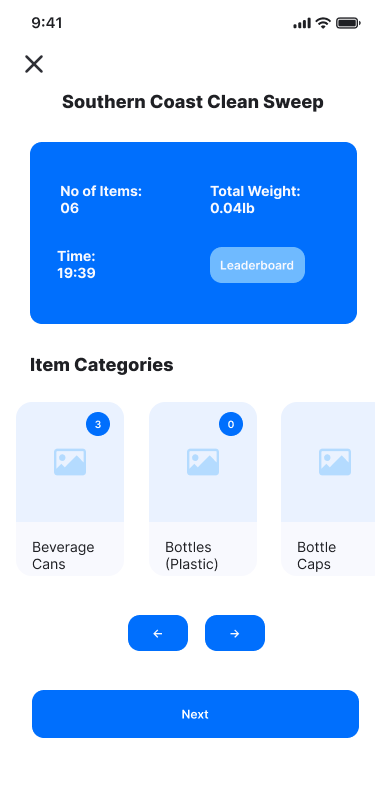 9:41
Southern Coast Clean Sweep
No of Items:
06
Total Weight:
0.04lb
Time:
19:39
Leaderboard
Item Categories
3
0
Beverage
Cans
Bottles
(Plastic)
Bottle
Caps
←
→
Next